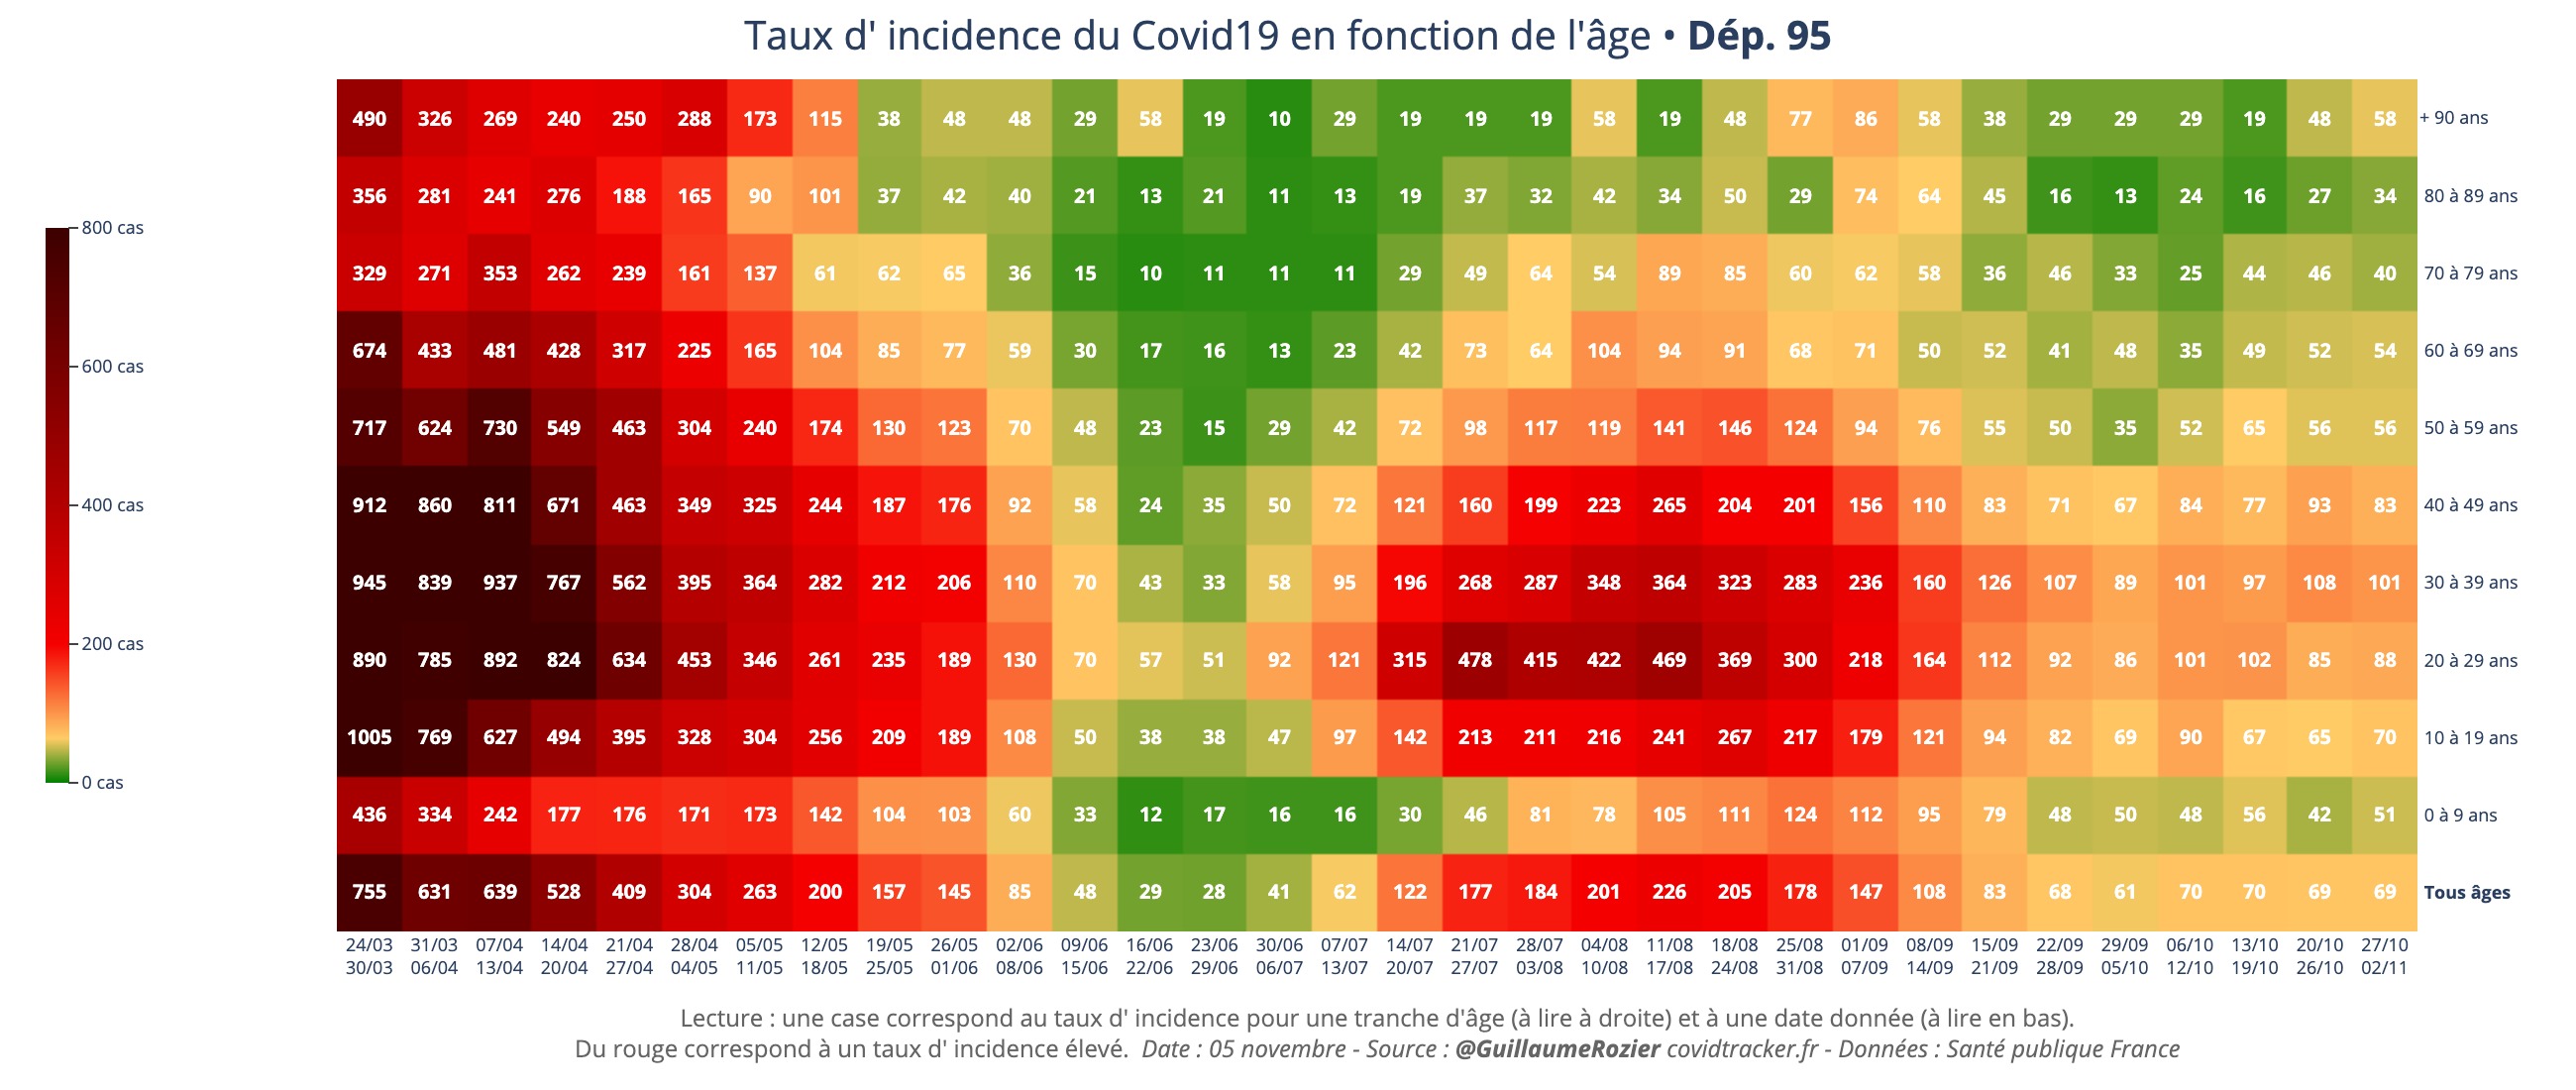 Taux d' incidence du Covid19 en fonction de l'âge • Dép. 95
800 cas
600 cas
400 cas
200 cas
0 cas
490 326 269 240 250 288 173 115 38 48 48 29 58 19 10 29 19 19 19 58 19 48 77 86 58 38 29 29 29 19 48 58 + 90 ans
356 281 241 276 188 165 90 101 37 42 40 21 13 21 11 13 19 37 32 42 34 50 29 74 64 45 16 13 24 16 27 34 80 à 89 ans
329 271 353 262 239 161 137 61 62 65 36 15 10 11 11 11 29 49 64 54 89 85 60 62 58 36 46 33 25 44 46 40 70 à 79 ans
674 433 481 428 317 225 165 104 85 77 59 30 17 16 13 23 42 73 64 104 94 91 68 71 50 52 41 48 35 49 52 54 60 à 69 ans
717 624 730 549 463 304 240 174 130 123 70 48 23 15 29 42 72 98 117 119 141 146 124 94 76 55 50 35 52 65 56 56 50 à 59 ans
912 860 811 671 463 349 325 244 187 176 92 58 24 35 50 72 121 160 199 223 265 204 201 156 110 83 71 67 84 77 93 83 40 à 49 ans
945 839 937 767 562 395 364 282 212 206 110 70 43 33 58 95 196 268 287 348 364 323 283 236 160 126 107 89 101 97 108 101 30 à 39 ans
890 785 892 824 634 453 346 261 235 189 130 70 57 51 92 121 315 478 415 422 469 369 300 218 164 112 92 86 101 102 85 88 20 à 29 ans
1005 769 627 494 395 328 304 256 209 189 108 50 38 38 47 97 142 213 211 216 241 267 217 179 121 94 82 69 90 67 65 70 10 à 19 ans
436 334 242 177 176 171 173 142 104 103 60 33 12 17 16 16 30 46 81 78 105 111 124 112 95 79 48 50 48 56 42 51 0 à 9 ans
755 631 639 528 409 304 263 200 157 145 85 48 29 28 41 62 122 177 184 201 226 205 178 147 108 83 68 61 70 70 69 69 Tous âges
24/03 31/03 07/04 14/04 21/04 28/04 05/05 12/05 19/05 26/05 02/06 09/06 16/06 23/06 30/06 07/07 14/07 21/07 28/07 04/08 11/08 18/08 25/08 01/09 08/09 15/09 22/09 29/09 06/10 13/10 20/10 27/10
30/03 06/04 13/04 20/04 27/04 04/05 11/05 18/05 25/05 01/06 08/06 15/06 22/06 29/06 06/07 13/07 20/07 27/07 03/08 10/08 17/08 24/08 31/08 07/09 14/09 21/09 28/09 05/10 12/10 19/10 26/10 02/11
Lecture : une case correspond au taux d' incidence pour une tranche d'âge (à lire à droite) et à une date donnée (à lire en bas).
Du rouge correspond à un taux d' incidence élevé. Date : 05 novembre - Source : @GuillaumeRozier covidtracker.fr - Données : Santé publique France